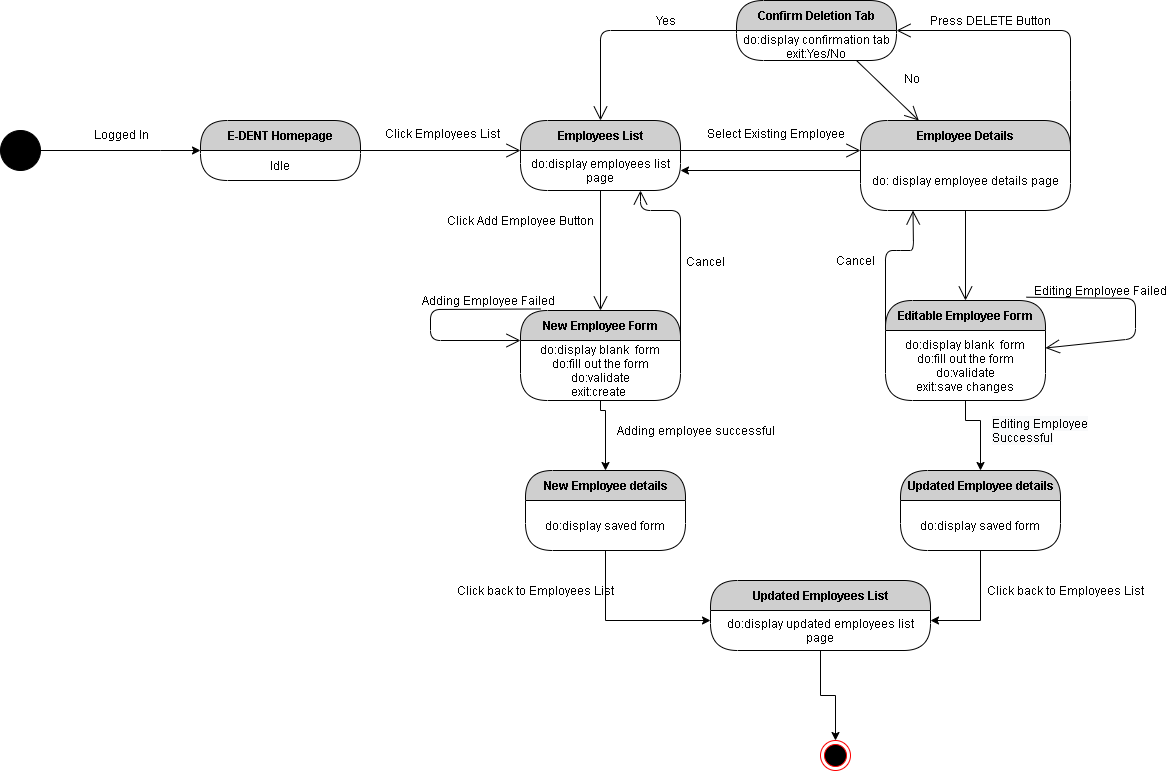 Yes
Confirm Deletion Tab
Press DELETE Button
do:display confirmation tab
exit:Yes/No
No
Logged In
E-DENT Homepage
Idle
Click Employees List
Employees List
do:display employees list
page
Select Existing Employee
Employee Details
do: display employee details page
Click Add Employee Button
Cancel
Cancel
Adding Employee Failed
New Employee Form
do:display blank form
do:fill out the form
do:validate
exit:create
Editing Employee Failed
Editable Employee Form
do:display blank form
do:fill out the form
do:validate
exit:save changes
Adding employee successful
Editing Employee
Successful
New Employee details
do:display saved form
Updated Employee details
do:display saved form
Click back to Employees List
Click back to Employees List
Updated Employees List
do:display updated employees list
page